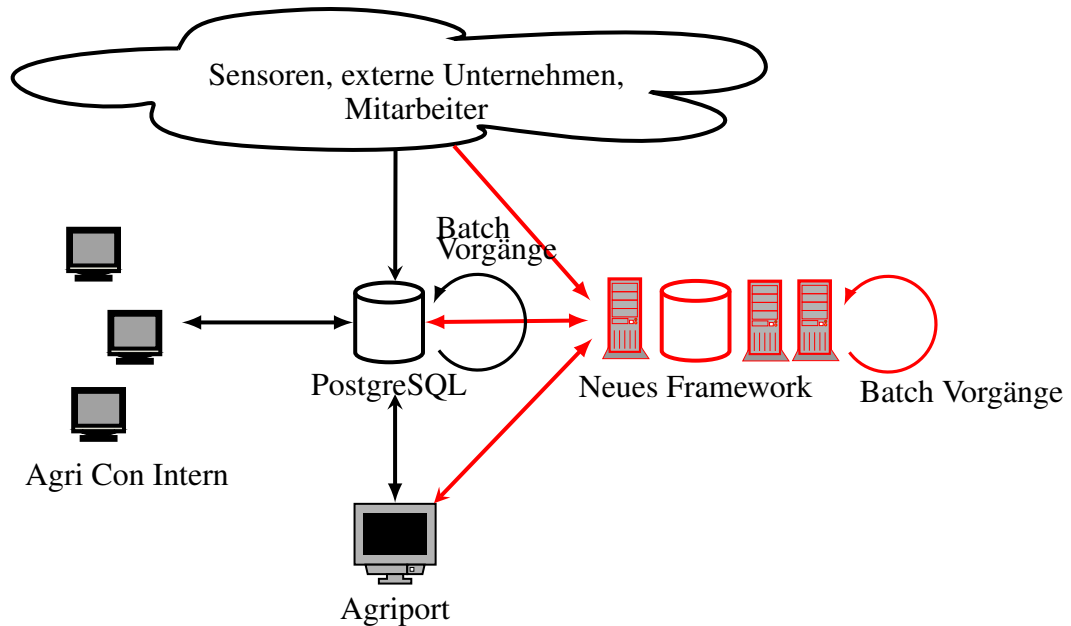 Sensoren, externe Unternehmen,
Mitarbeiter
Batch
Vorgänge
PostgreSQL
Neues Framework
Batch Vorgänge
Agri Con Intern
Agriport